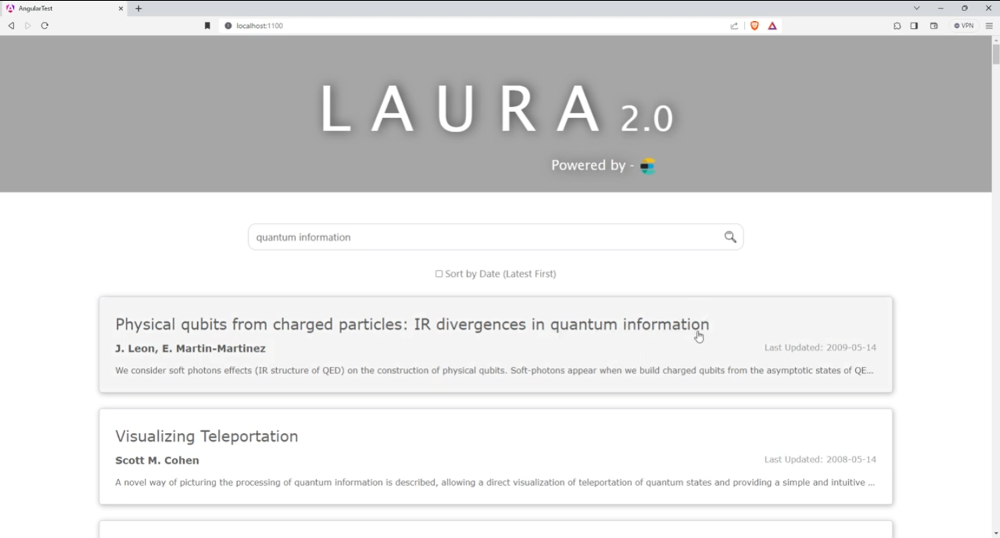 AngularTest
localhost:1100
VPN
LAURA 2.0
Powered by -
quantum information
Sort by Date (Latest First)
Physical qubits from charged particles: IR divergences in quantum information
J. Leon, E. Martin-Martinez
Last Updated: 2009-05-14
We consider soft photons effects (IR structure of QED) on the construction of physical qubits. Soft-photons appear when we build charged qubits from the asymptotic states of QE...
Visualizing Teleportation
Scott M. Cohen
Last Updated: 2008-05-14
A novel way of picturing the processing of quantum information is described, allowing a direct visualization of teleportation of quantum states and providing a simple and intuitive ...